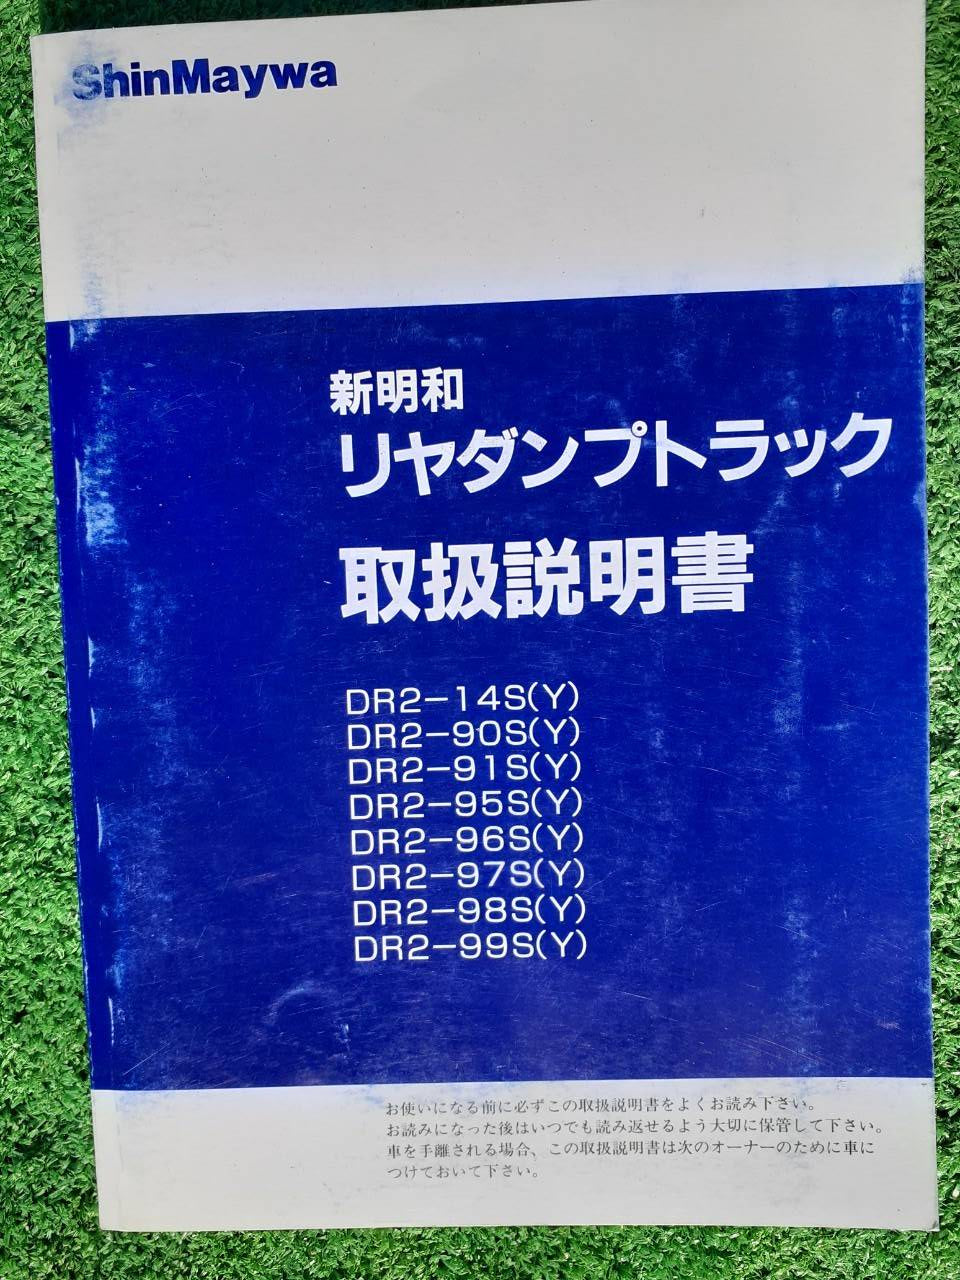 ShinMaywa
新明和
リヤダンプトラック
取扱説明書
DR2-14S(Y)
DR2-90S(Y)
DR2-91S(Y)
DR2-95S(Y)
DR2-96S(Y)
DR2-97S(Y)
DR2-98S(Y)
DR2-99S(Y)
お使いになる前に必ずこの取扱説明書をよくお読み下さい。
お読みになった後はいつでも読み返せるよう大切に保管して下さい。
車を手離される場合、この取扱説明書は次のオーナーのために車に
つけておいて下さい。